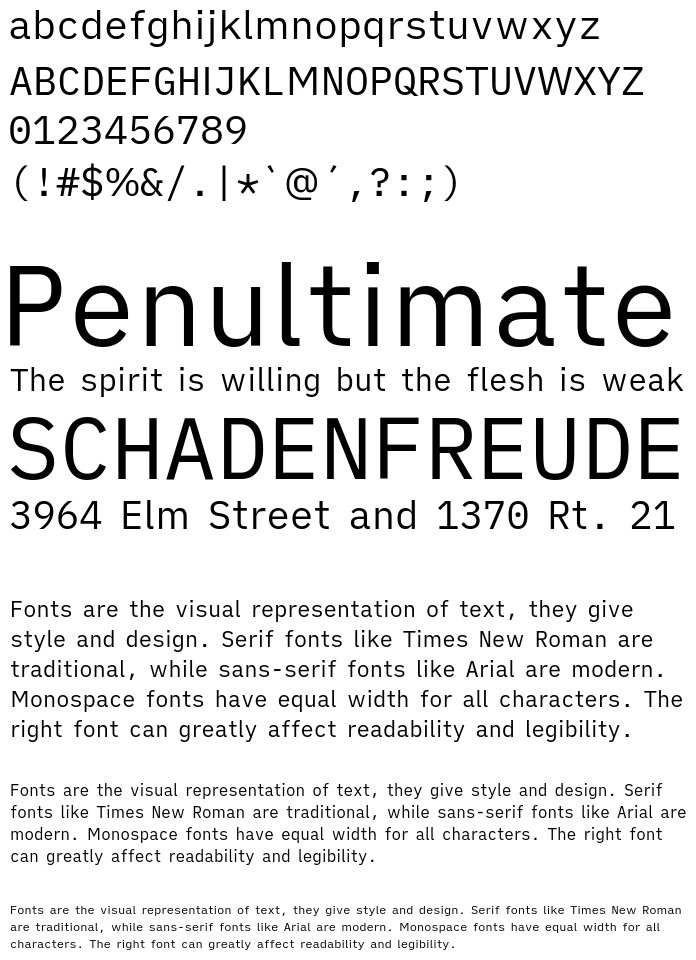 abcdefghijklmnopqrstuvwxyz
ABCDEFGHIJKLMNOPQRSTUVWXYZ
0123456789
(!#$%&/.|*`@´,?:;)
Penultimate
The spirit is willing but the flesh is weak
SCHADENFREUDE
3964 Elm Street and 1370 Rt. 21
Fonts are the visual representation of text, they give
style and design. Serif fonts like Times New Roman are
traditional, while sans-serif fonts like Arial are modern.
Monospace fonts have equal width for all characters. The
right font can greatly affect readability and legibility.
Fonts are the visual representation of text, they give style and design. Serif
fonts like Times New Roman are traditional, while sans-serif fonts like Arial are
modern. Monospace fonts have equal width for all characters. The right font
can greatly affect readability and legibility.
Fonts are the visual representation of text, they give style and design. Serif fonts like Times New Roman
are traditional, while sans-serif fonts like Arial are modern. Monospace fonts have equal width for all
characters. The right font can greatly affect readability and legibility.